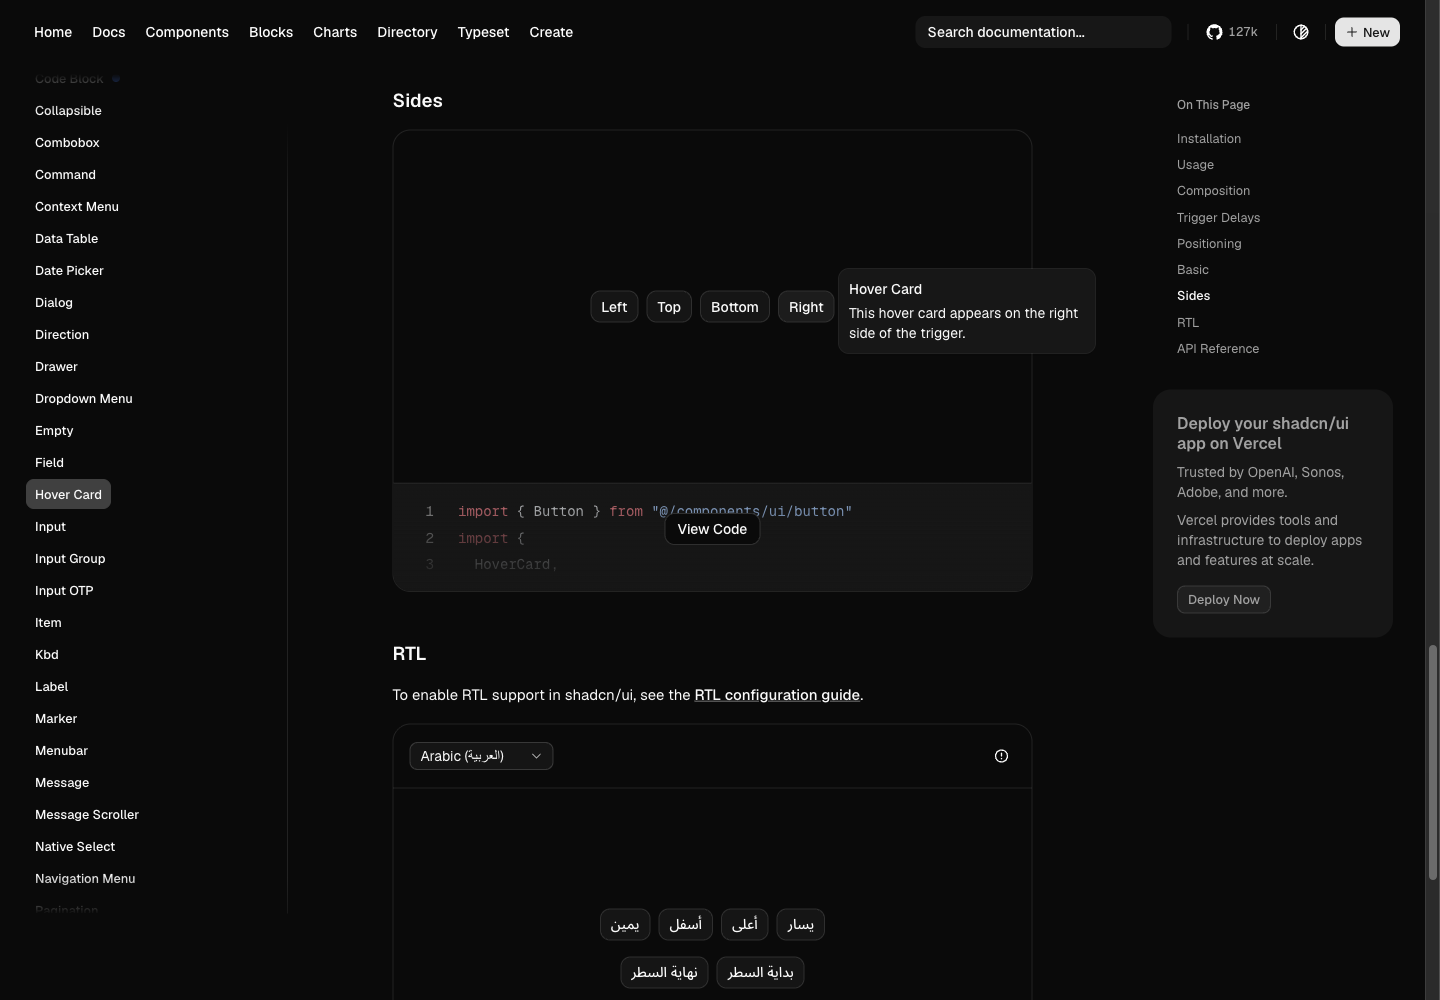 Home Docs Components Blocks Charts Directory Typeset Create
Search documentation...
127k
New
Code Block
Collapsible
Combobox
Command
Context Menu
Data Table
Date Picker
Dialog
Direction
Drawer
Dropdown Menu
Empty
Field
Hover Card
Input
Input Group
Input OTP
Item
Kbd
Label
Marker
Menubar
Message
Message Scroller
Native Select
Navigation Menu
Pagination
Sides
Left Top Bottom Right
Hover Card
This hover card appears on the right
side of the trigger.
1 import { Button } from "@/components/ui/button"
2 import {
3 HoverCard,
View Code
RTL
To enable RTL support in shadcn/ui, see the RTL configuration guide.
Arabic (العربية)
يسار أعلى أسفل يمين
بداية السطر نهاية السطر
On This Page
Installation
Usage
Composition
Trigger Delays
Positioning
Basic
Sides
RTL
API Reference
Deploy your shadcn/ui
app on Vercel
Trusted by OpenAI, Sonos,
Adobe, and more.
Vercel provides tools and
infrastructure to deploy apps
and features at scale.
Deploy Now